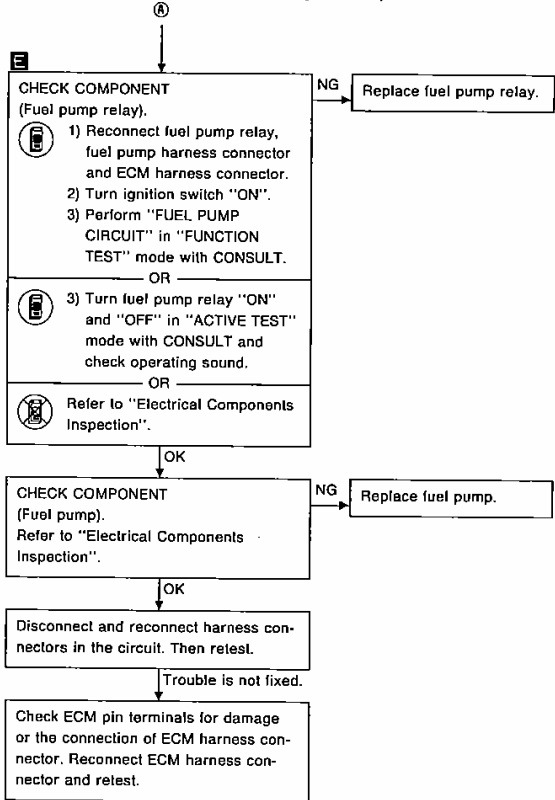 Ⓐ
E
CHECK COMPONENT
(Fuel pump relay).
1) Reconnect fuel pump relay,
fuel pump harness connector
and ECM harness connector.
2) Turn ignition switch "ON".
3) Perform "FUEL PUMP
CIRCUIT" in "FUNCTION
TEST" mode with CONSULT.
OR
3) Turn fuel pump relay "ON"
and "OFF" in "ACTIVE TEST"
mode with CONSULT and
check operating sound.
OR
Refer to "Electrical Components
Inspection".
NG
Replace fuel pump relay.
OK
CHECK COMPONENT
(Fuel pump).
Refer to "Electrical Components
Inspection".
NG
Replace fuel pump.
OK
Disconnect and reconnect harness con-
nectors in the circuit. Then retest.
Trouble is not fixed.
Check ECM pin terminals for damage
or the connection of ECM harness con-
nector. Reconnect ECM harness con-
nector and retest.